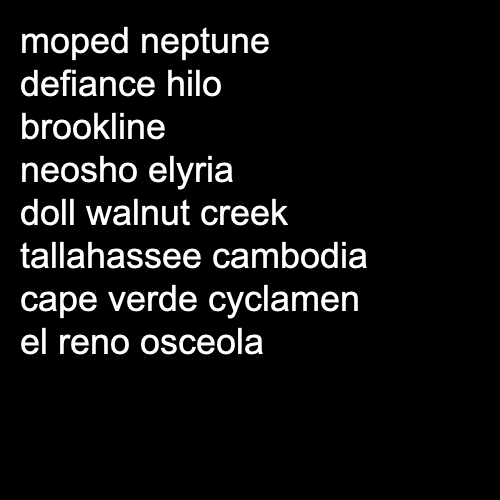 moped neptune
defiance hilo
brookline
neosho elyria
doll walnut creek
tallahassee cambodia
cape verde cyclamen
el reno osceola